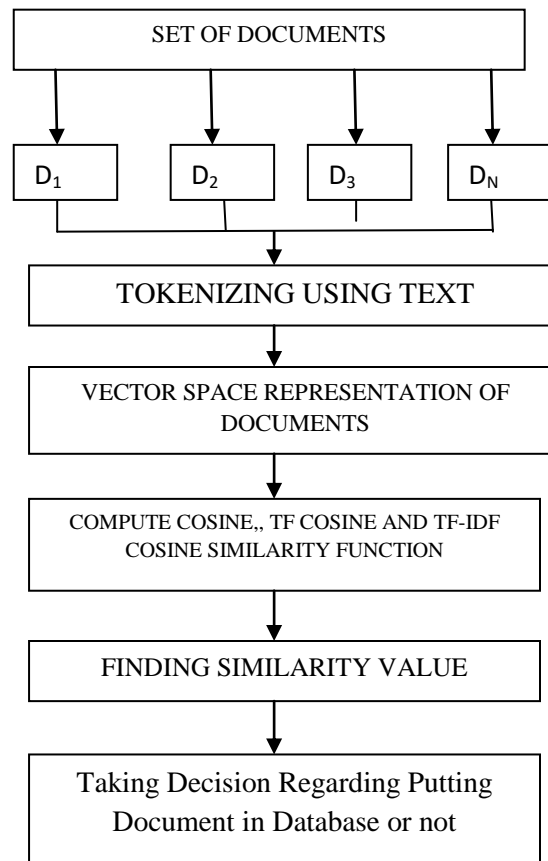 SET OF DOCUMENTS
D₁ D₂ D₃ D_N
TOKENIZING USING TEXT
VECTOR SPACE REPRESENTATION OF
DOCUMENTS
COMPUTE COSINE,, TF COSINE AND TF-IDF
COSINE SIMILARITY FUNCTION
FINDING SIMILARITY VALUE
Taking Decision Regarding Putting
Document in Database or not